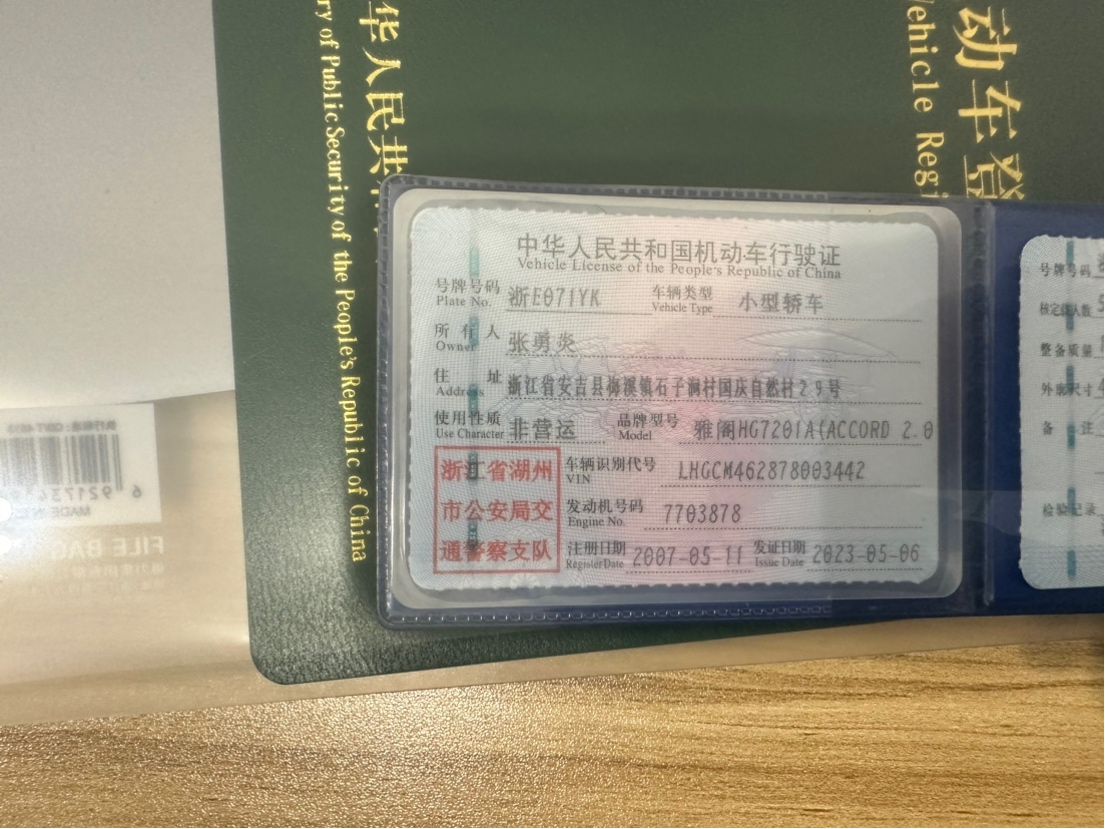 华人民共
ry of Public Security of the People's Republic of China
动车登
Vehicle Regi
中华人民共和国机动车行驶证
Vehicle License of the People's Republic of China
号牌号码 浙E071YK 车辆类型 小型轿车
Plate No. Vehicle Type
所有人 张勇炎
Owner
住址 浙江省安吉县梅溪镇石子涧村国庆自然村29号
Address
使用性质 非营运 品牌型号 雅阁HG7201A(ACCORD 2.0
Use Character Model
浙江省湖州
市公安局交
通警察支队
车辆识别代号 LHGCM462878003442
VIN
发动机号码 7703878
Engine No.
注册日期 2007-05-11 发证日期 2023-05-06
Register Date Issue Date
号牌号码
核定载人数 5
整备质量
外廓尺寸 4
备注
检验记录
FILE BAG